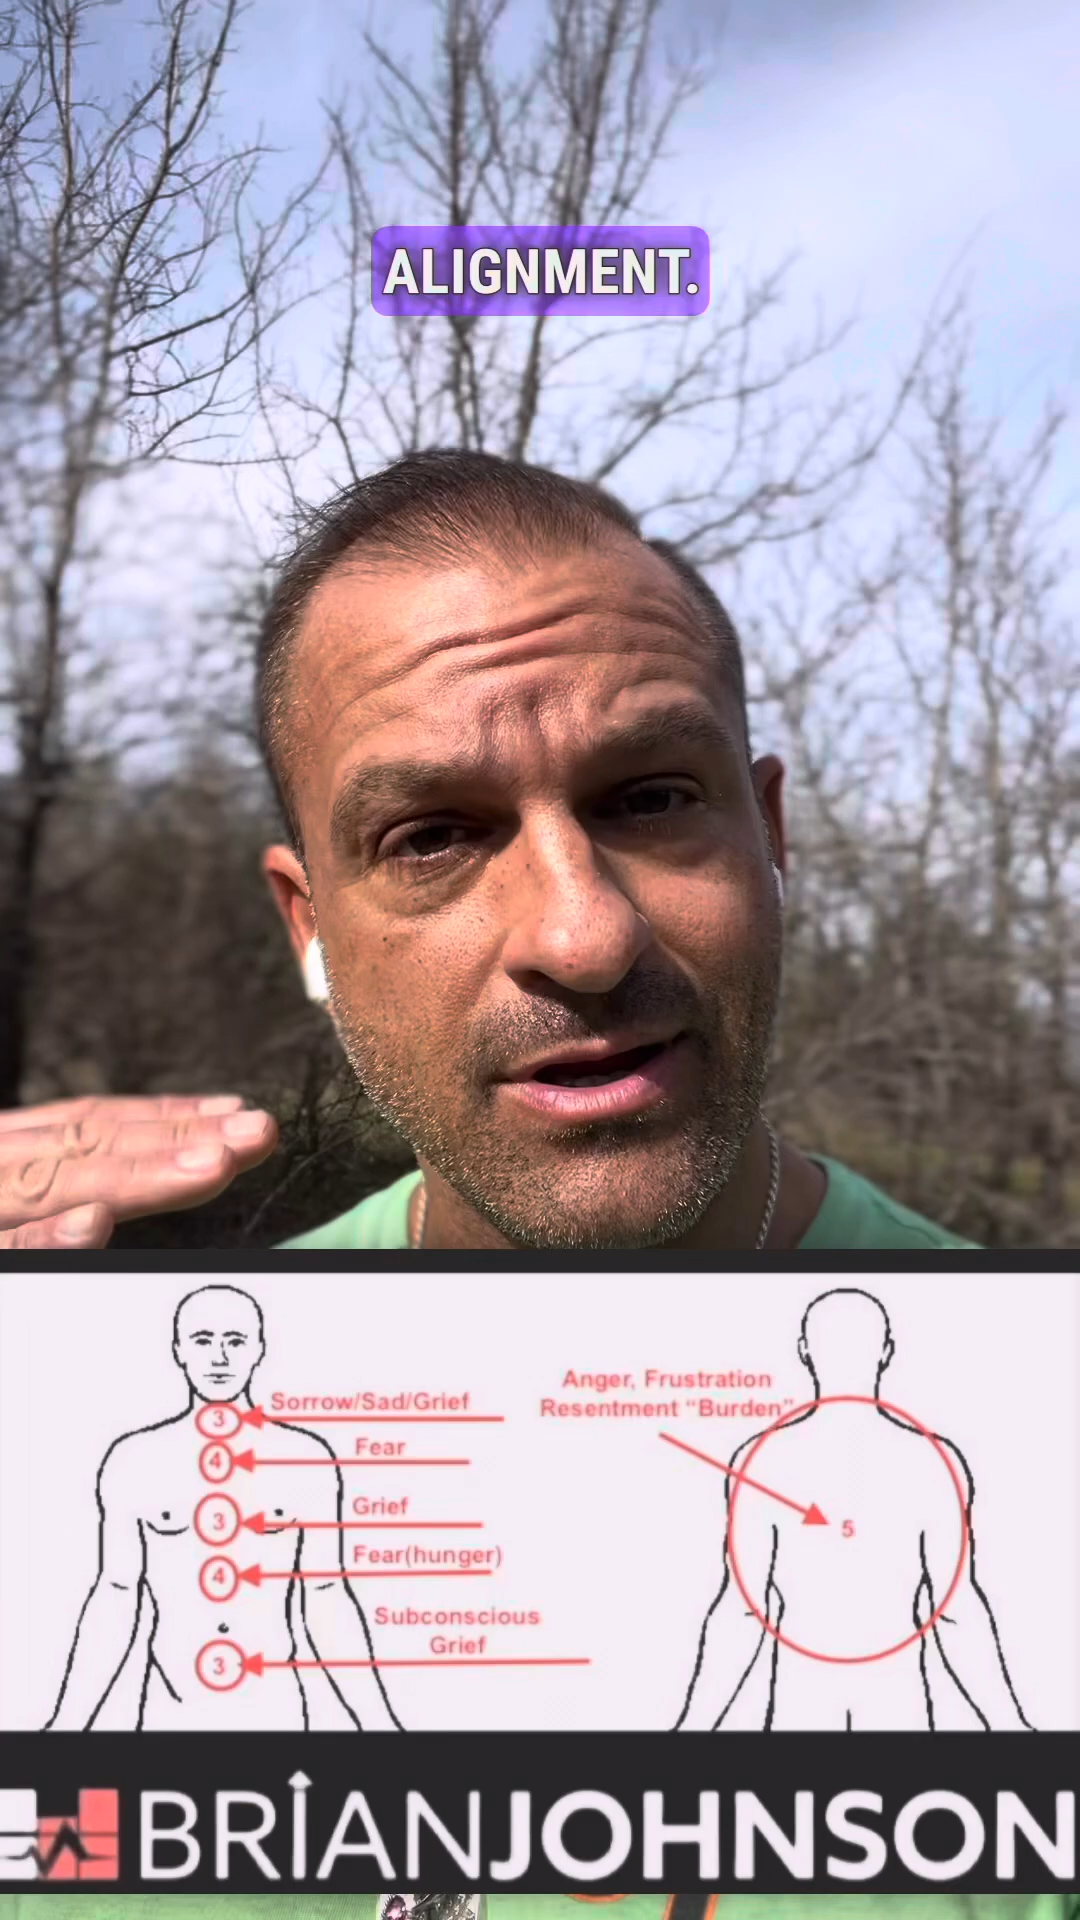 ALIGNMENT.
Sorrow/Sad/Grief
3
Fear
4
Grief
3
Fear(hunger)
4
Subconscious
Grief
3
Anger, Frustration
Resentment “Burden”
5
BRIANJOHNSON